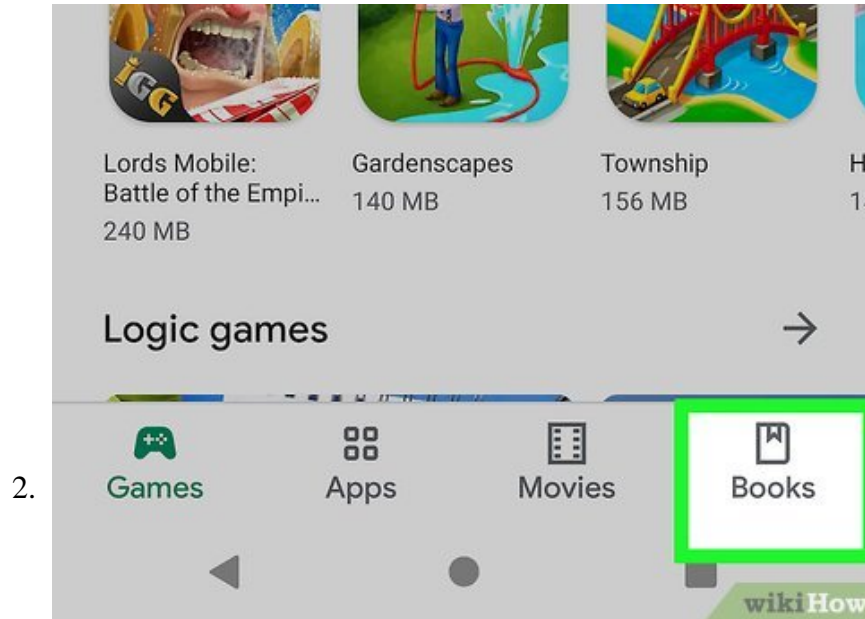 IGG
Lords Mobile:
Battle of the Empi...
240 MB
Gardenscapes
140 MB
Township
156 MB
H
Logic games
2.
Games
Apps
Movies
Books
wikiHow